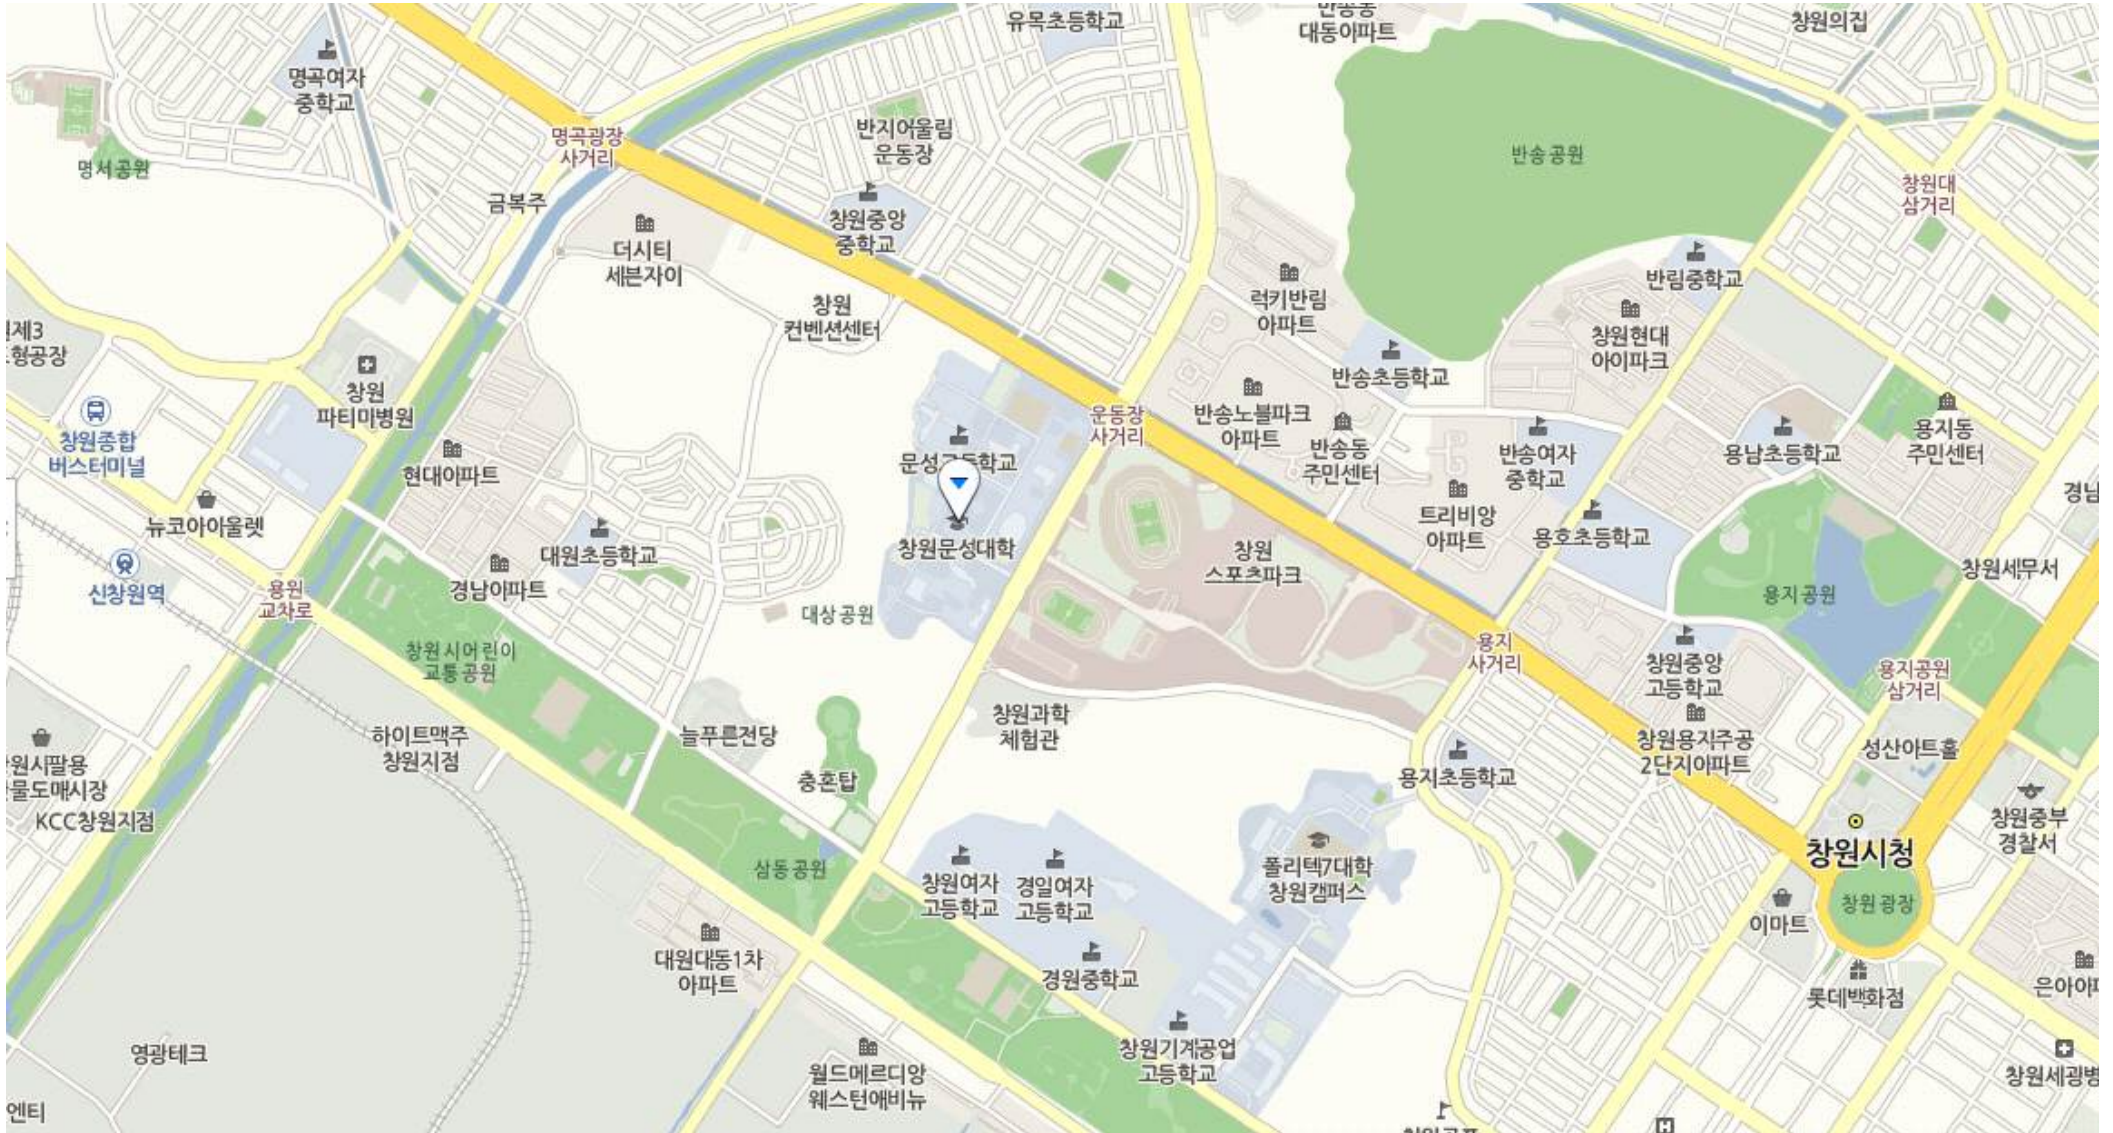 유목초등학교
대동아파트
창원의집
명곡여자
중학교
명곡광장
사거리
반지어울림
운동장
반송공원
명서공원
금복주
창원대
삼거리
창원중앙
중학교
더시티
세븐자이
창원
컨벤션센터
럭키반림
아파트
반림중학교
창원현대
아이파크
제3
형공장
창원
파티마병원
반송초등학교
창원종합
버스터미널
현대아파트
운동장
사거리
반송노블파크
아파트
반송동
주민센터
반송여자
중학교
용남초등학교
용지동
주민센터
문성고등학교
경남
뉴코아아울렛
창원문성대학
대원초등학교
창원
스포츠파크
트리비앙
아파트
용호초등학교
창원세무서
신창원역
용원
교차로
경남아파트
대상공원
용지공원
창원시어린이
교통공원
용지
사거리
창원중앙
고등학교
용지공원
삼거리
하이트맥주
창원지점
늘푸른전당
창원과학
체험관
창원용지주공
2단지아파트
성산아트홀
원시팔용
물도매시장
KCC창원지점
충혼탑
용지초등학교
창원중부
경찰서
창원시청
삼동공원
창원여자
고등학교
경일여자
고등학교
폴리텍7대학
창원캠퍼스
이마트
창원광장
대원대동1차
아파트
경원중학교
롯데백화점
은아아파
영광테크
월드메르디앙
웨스턴애비뉴
창원기계공업
고등학교
창원세광병
엔티